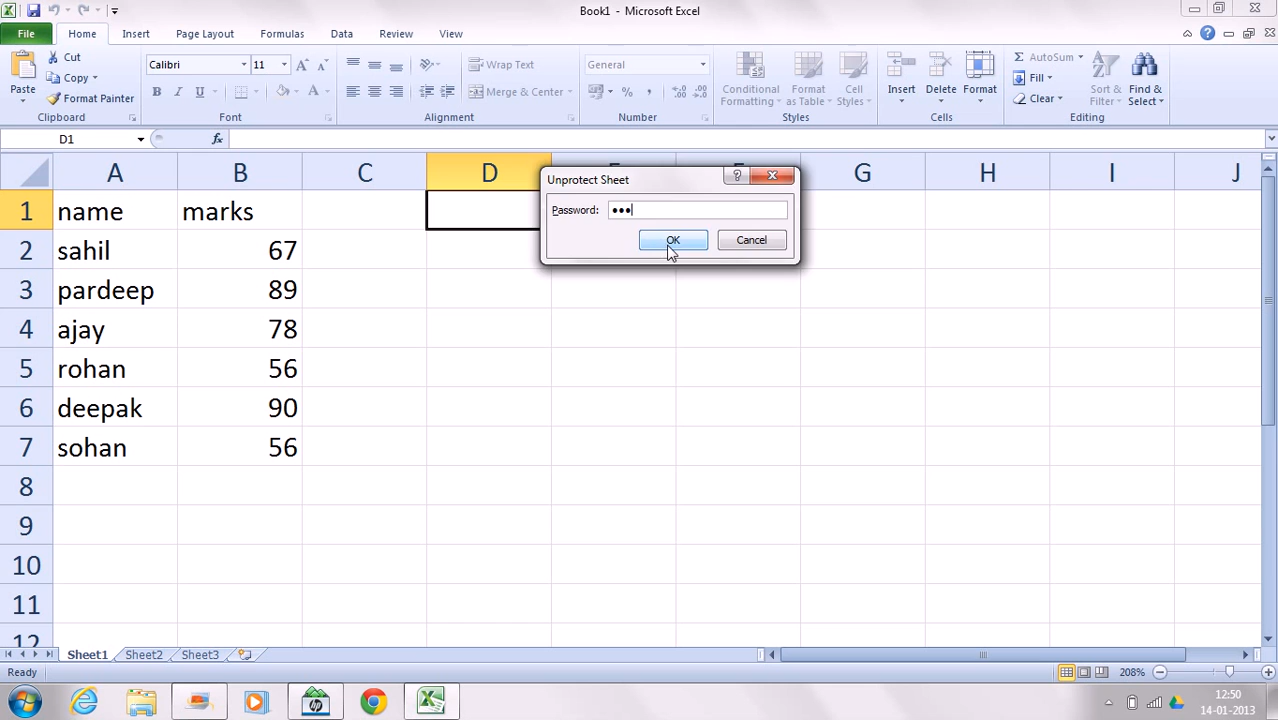 Book1 - Microsoft Excel
File Home Insert Page Layout Formulas Data Review View
Paste
Cut
Copy
Format Painter
Clipboard
Calibri 11
B I U
A
Font
Wrap Text
Merge & Center
Alignment
General
% ,
Number
Conditional Formatting
Format as Table
Cell Styles
Styles
Insert
Delete
Format
Cells
Σ AutoSum
Fill
Clear
Sort & Filter
Find & Select
Editing
D1
fx
A B C D E F G H I J
1 name marks
2 sahil 67
3 pardeep 89
4 ajay 78
5 rohan 56
6 deepak 90
7 sohan 56
8
9
10
11
12
Unprotect Sheet
?
Password: •••
OK
Cancel
Sheet1 Sheet2 Sheet3
Ready
208%
12:50
14-01-2013